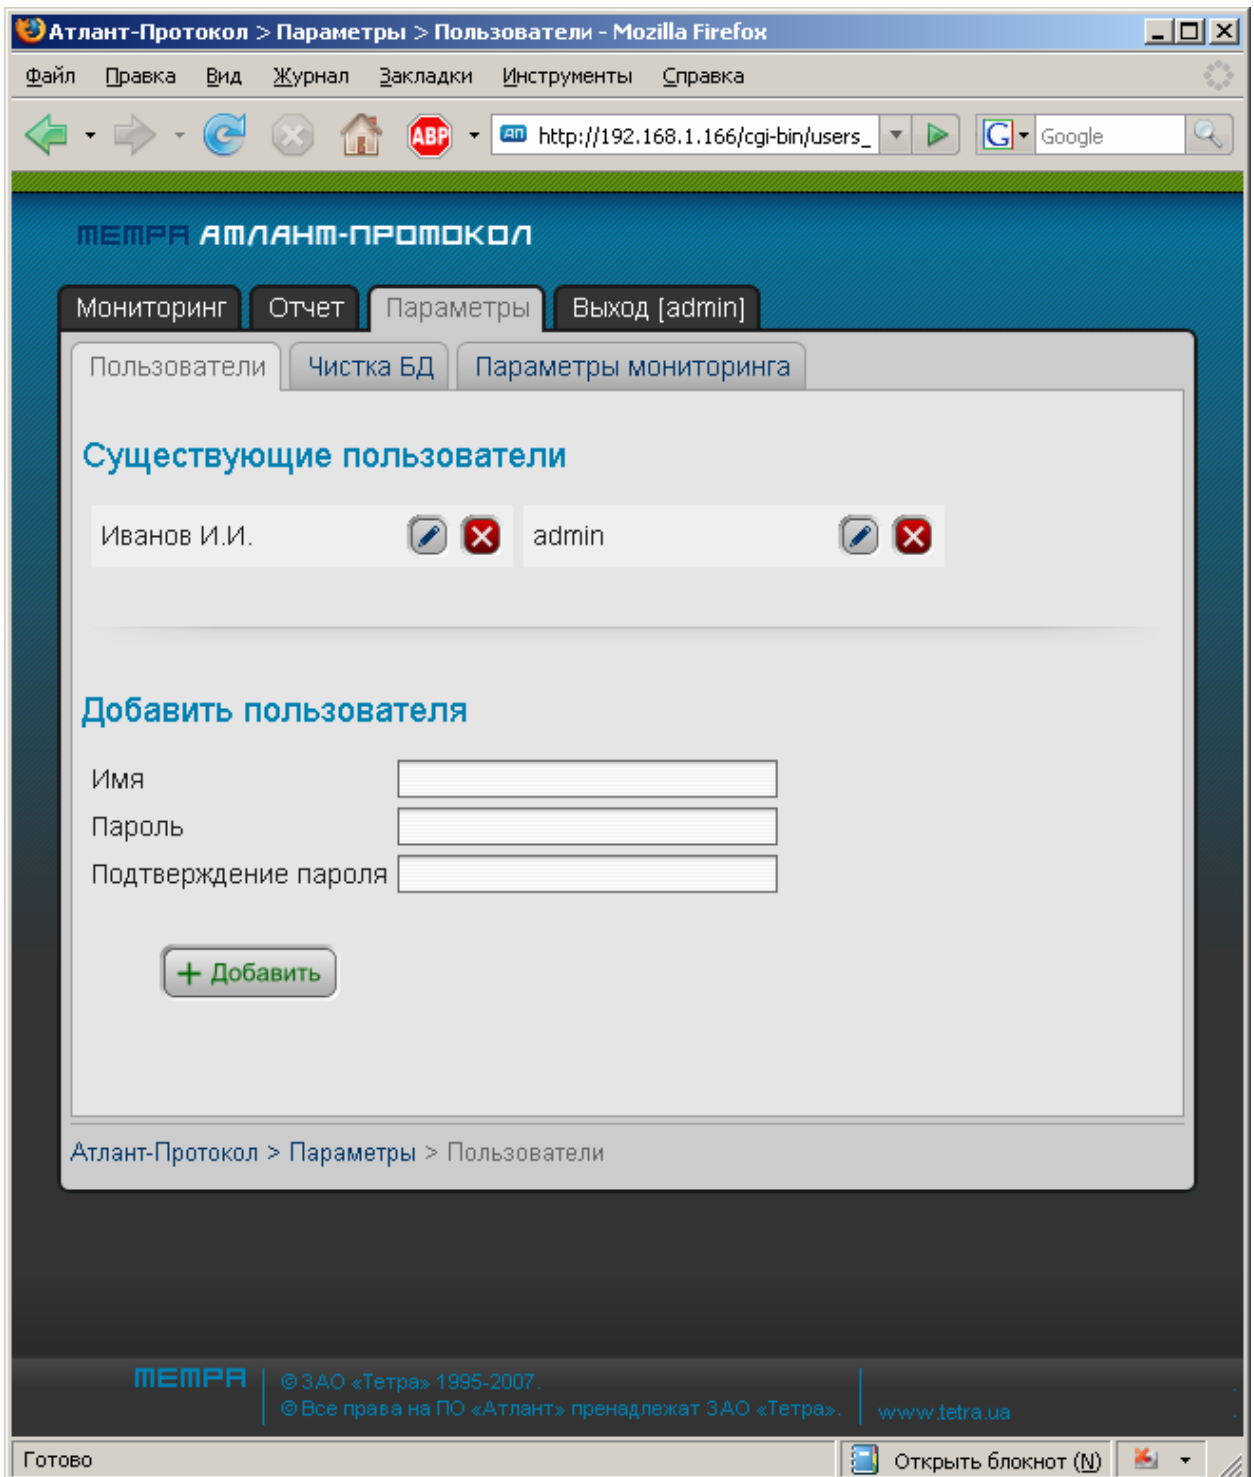 Атлант-Протокол > Параметры > Пользователи - Mozilla Firefox
Файл Правка Вид Журнал Закладки Инструменты Справка
ABP АП http://192.168.1.166/cgi-bin/users_ G Google
ТЕТРА АТЛАНТ-ПРОТОКОЛ
Мониторинг Отчет Параметры Выход [admin]
Пользователи Чистка БД Параметры мониторинга
Существующие пользователи
Иванов И.И. admin
Добавить пользователя
Имя
Пароль
Подтверждение пароля
+ Добавить
Атлант-Протокол > Параметры > Пользователи
ТЕТРА © ЗАО «Тетра» 1995-2007.
© Все права на ПО «Атлант» пренадлежат ЗАО «Тетра». www.tetra.ua
Готово Открыть блокнот (N)